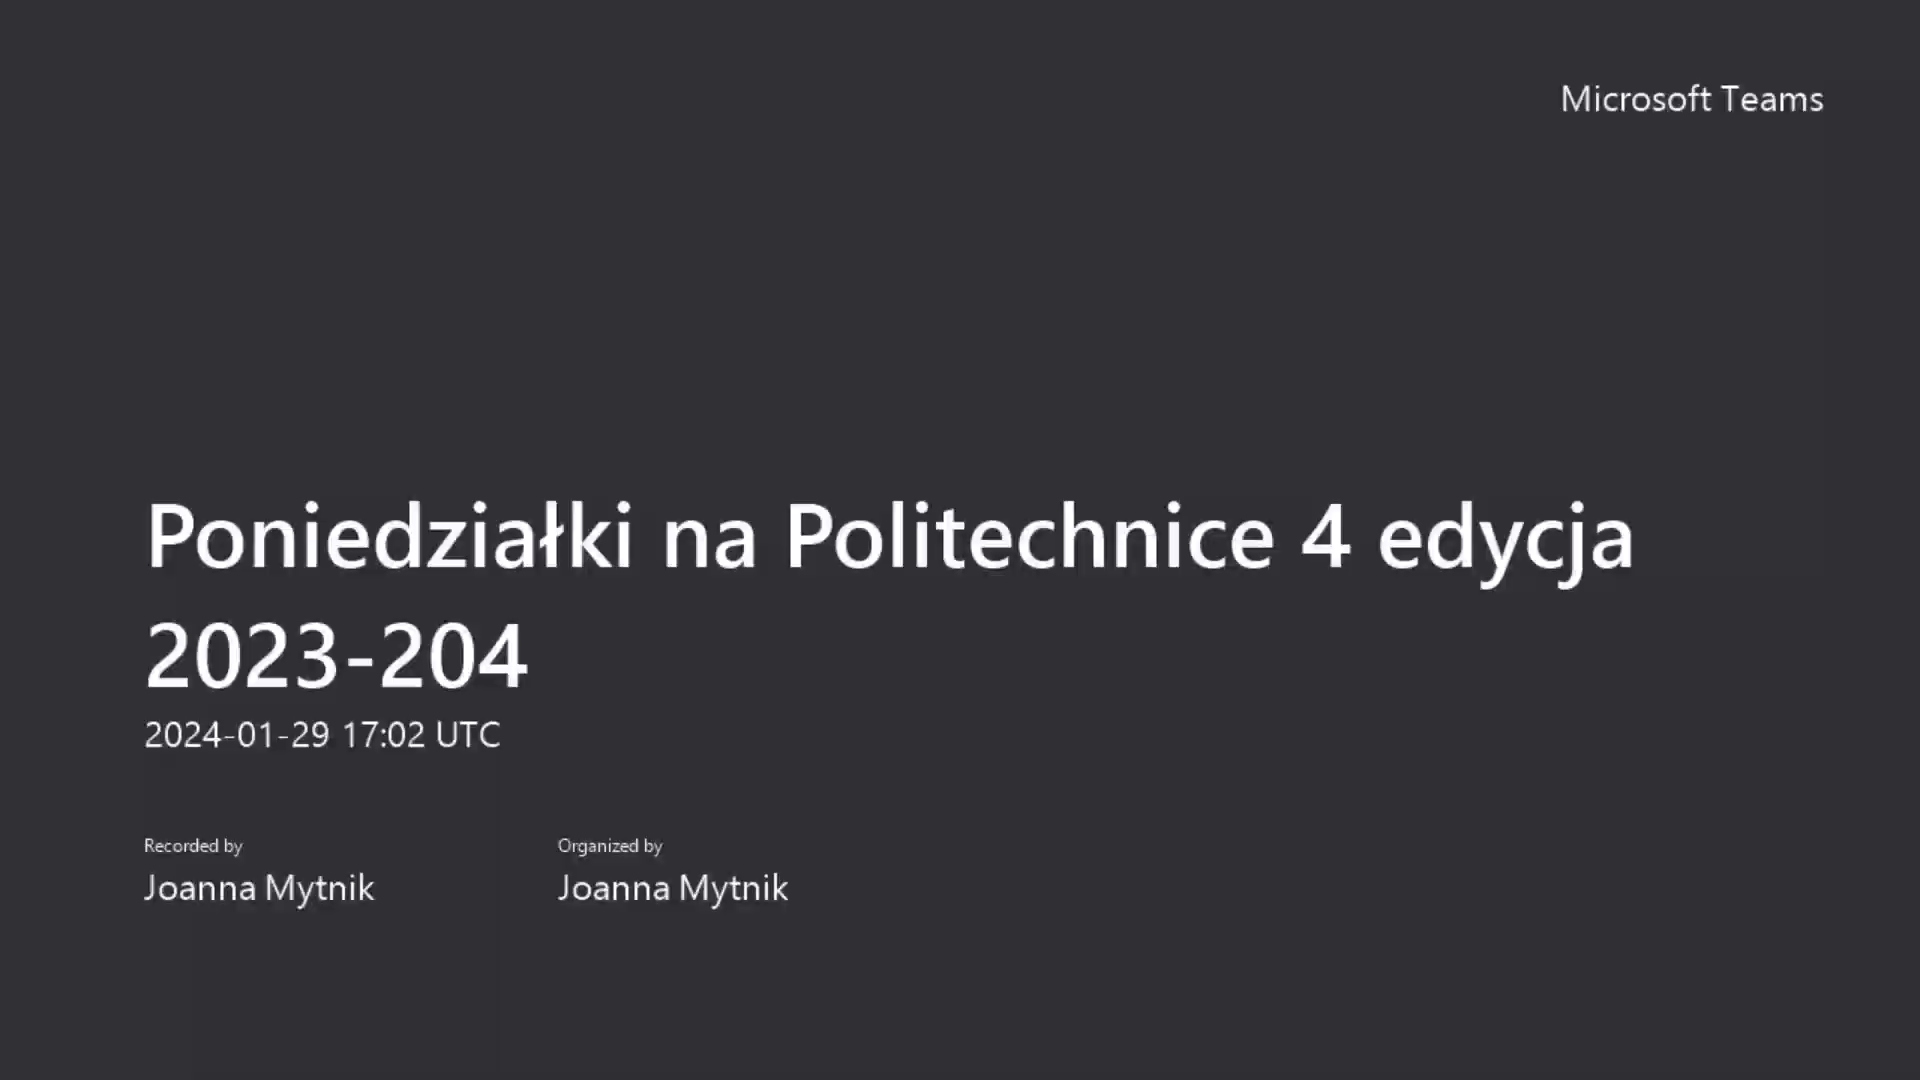 Microsoft Teams
Poniedziałki na Politechnice 4 edycja
2023-204
2024-01-29 17:02 UTC
Recorded by
Joanna Mytnik
Organized by
Joanna Mytnik